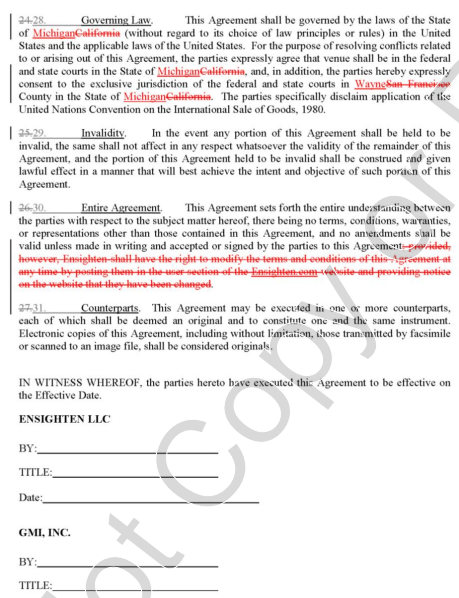 24.28. Governing Law. This Agreement shall be governed by the laws of the State
of MichiganCalifornia (without regard to its choice of law principles or rules) in the United
States and the applicable laws of the United States. For the purpose of resolving conflicts related
to or arising out of this Agreement, the parties expressly agree that venue shall be in the federal
and state courts in the State of MichiganCalifornia, and, in addition, the parties hereby expressly
consent to the exclusive jurisdiction of the federal and state courts in WayneSan Francisco
County in the State of MichiganCalifornia. The parties specifically disclaim application of the
United Nations Convention on the International Sale of Goods, 1980.
25.29. Invalidity. In the event any portion of this Agreement shall be held to be
invalid, the same shall not affect in any respect whatsoever the validity of the remainder of this
Agreement, and the portion of Agreement held to be invalid shall be construed and given
lawful effect in a manner that will best achieve the intent and objective of such portion of this
Agreement.
26.30. Entire Agreement. This Agreement sets forth the entire understanding between
the parties with respect to the subject matter hereof, there being no terms, conditions, warranties,
or representations other than those contained in this Agreement, and no amendments shall be
valid unless made in writing and accepted or signed by the parties to this Agreement; provided,
however, Ensighten shall have the right to modify the terms and conditions of this Agreement at
any time by posting them in the user section of the Ensighten.com website and providing notice
on the website that they have been changed.
27.31. Counterparts. This Agreement may be executed in one or more counterparts,
each of which shall be deemed an original and to constitute one and the same instrument.
Electronic copies of this Agreement, including without limitation, those transmitted by facsimile
or scanned to an image file, shall be considered originals.
IN WITNESS WHEREOF, the parties hereto have executed this Agreement to be effective on
the Effective Date.
ENSIGHTEN LLC
BY:
TITLE:
Date:
GMI, INC.
BY:
TITLE:
ot Copy or